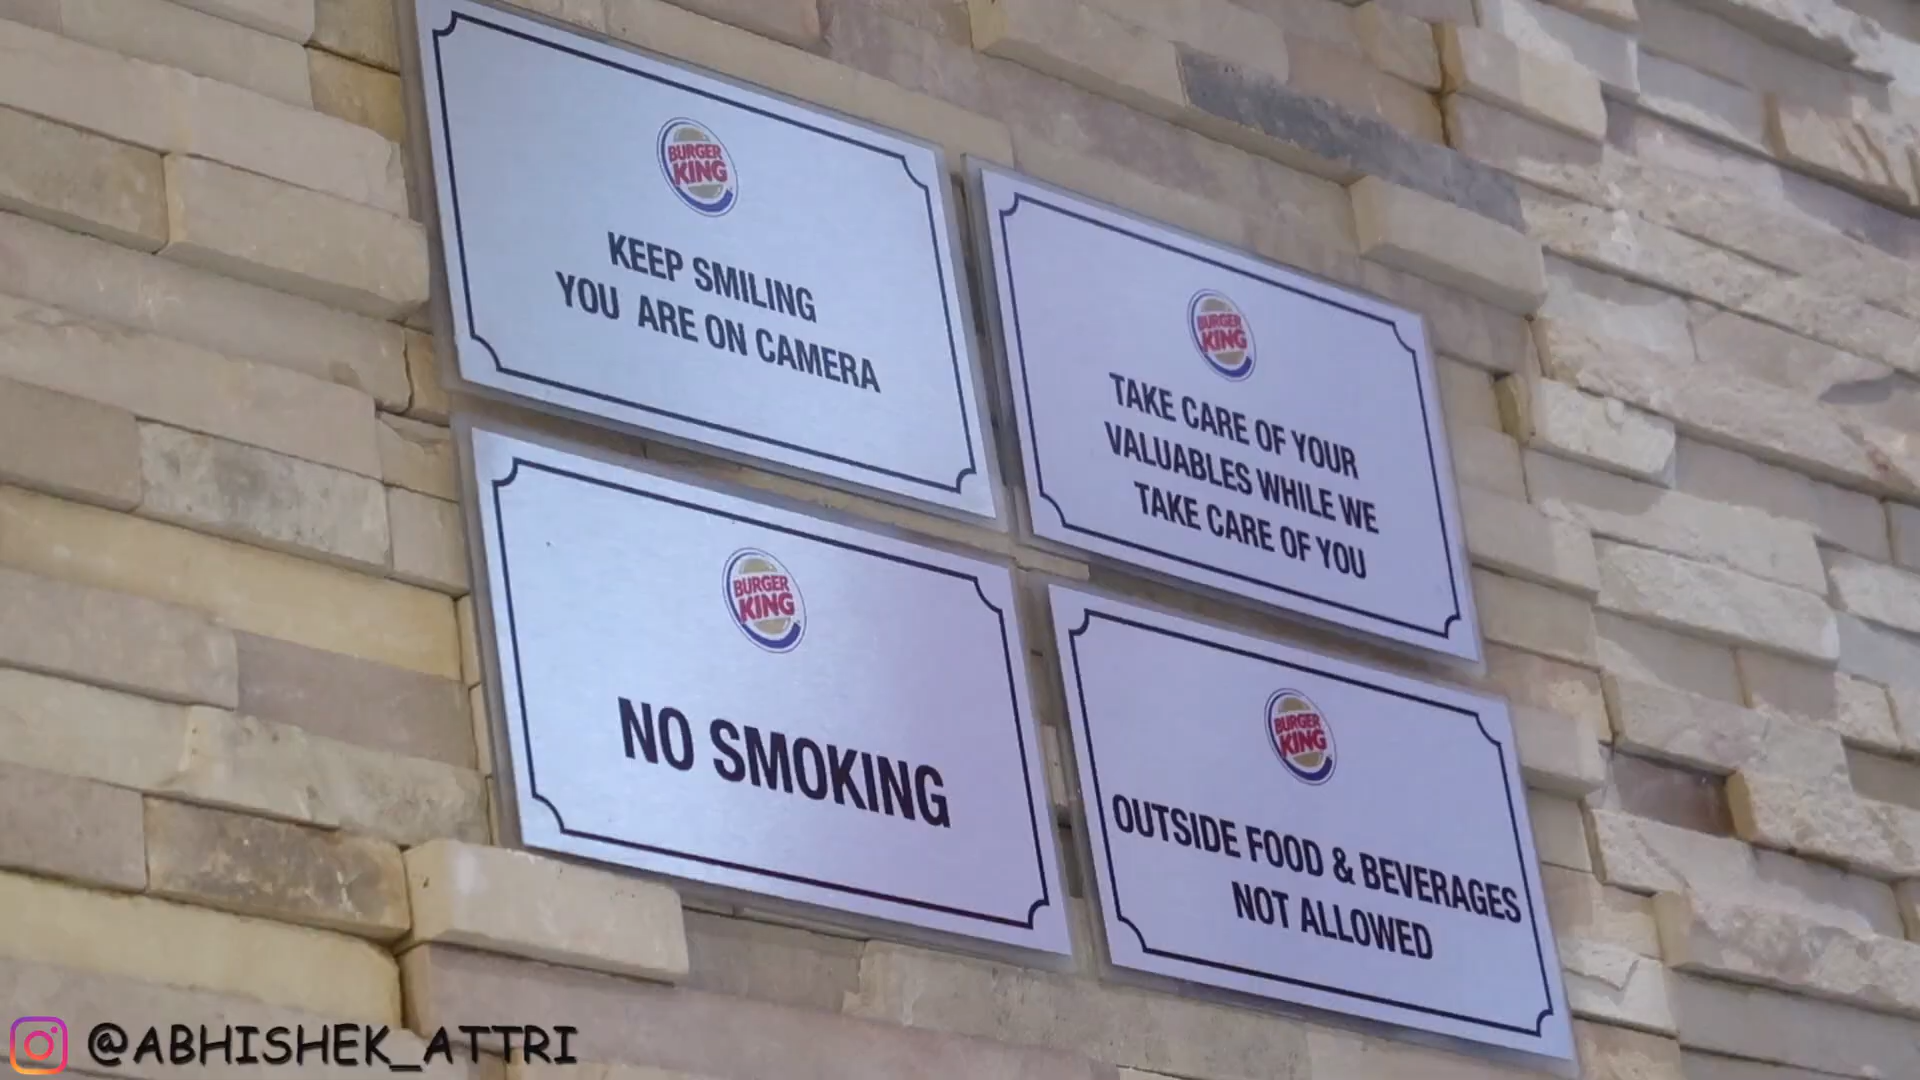 BURGER
KING
KEEP SMILING
YOU ARE ON CAMERA
BURGER
KING
TAKE CARE OF YOUR
VALUABLES WHILE WE
TAKE CARE OF YOU
BURGER
KING
NO SMOKING
BURGER
KING
OUTSIDE FOOD & BEVERAGES
NOT ALLOWED
@ABHISHEK_ATTRI